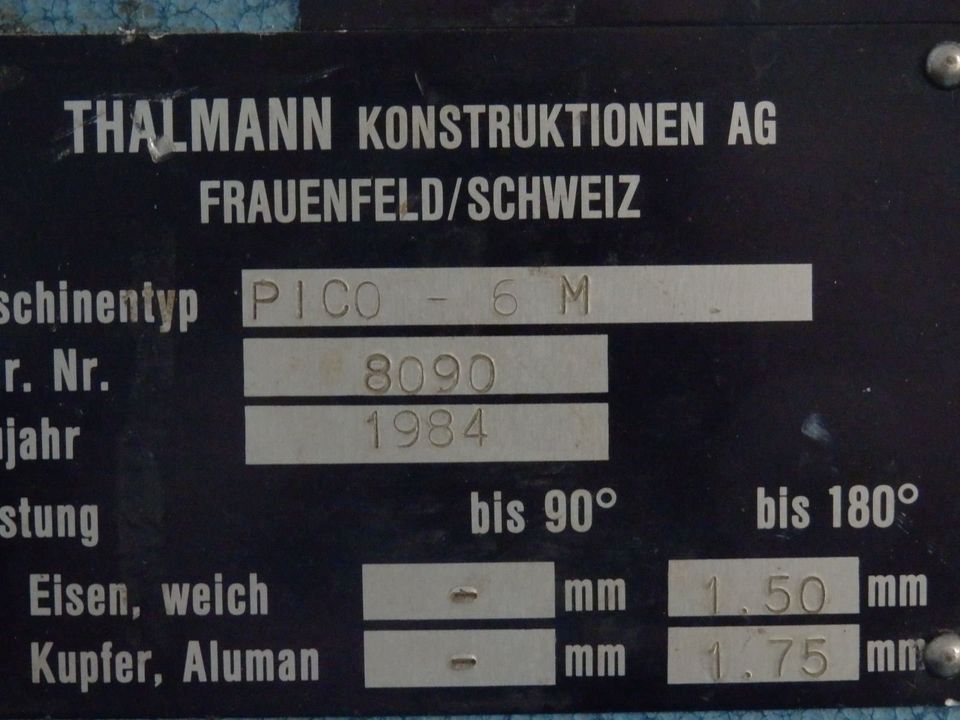 THALMANN KONSTRUKTIONEN AG
FRAUENFELD/SCHWEIZ
schinentyp PICO - 6 M
r. Nr. 8090
jahr 1984
stung bis 90° bis 180°
Eisen, weich - mm 1.50 mm
Kupfer, Aluman - mm 1.75 mm